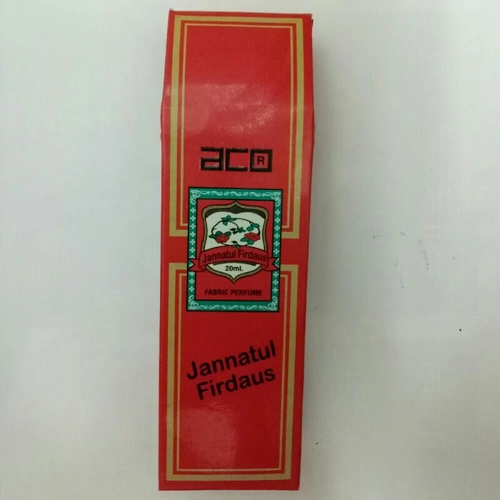 aco R
Jannatul Firdaus
20ml.
FABRIC PERFUME
Jannatul
Firdaus